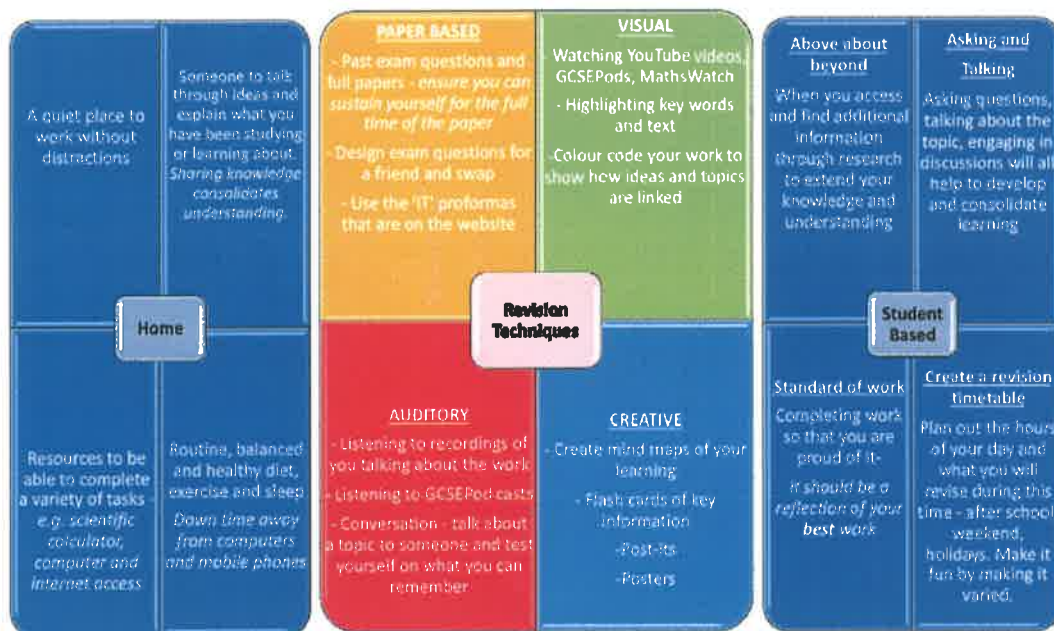 A quiet place to
work without
distractions
Someone to talk
through ideas and
explain what you
have been studying
or learning about.
Sharing knowledge
consolidates
understanding.
Home
Resources to be
able to complete
a variety of tasks -
e.g. scientific
calculator,
computer and
internet access
Routine, balanced
and healthy diet,
exercise and sleep
Down time away
from computers
and mobile phones
PAPER BASED
- Past exam questions and
full papers - ensure you can
sustain yourself for the full
time of the paper
- Design exam questions for
a friend and swap
- Use the 'IT' proformas
that are on the website
VISUAL
- Watching YouTube videos,
GCSEPods, MathsWatch
- Highlighting key words
and text
-Colour code your work to
show how ideas and topics
are linked
Revision
Techniques
AUDITORY
- Listening to recordings of
you talking about the work
- Listening to GCSEPod casts
- Conversation - talk about
a topic to someone and test
yourself on what you can
remember
CREATIVE
- Create mind maps of your
learning
- Flash cards of key
information
-Post-its
-Posters
Above about
beyond
When you access
and find additional
information
through research
to extend your
knowledge and
understanding
Asking and
Talking
Asking questions,
talking about the
topic, engaging in
discussions will all
help to develop
and consolidate
learning
Student
Based
Standard of work
Completing work
so that you are
proud of it-
it should be a
reflection of your
best work
Create a revision
timetable
Plan out the hours
of your day and
what you will
revise during this
time - after school,
weekend,
holidays. Make it
fun by making it
varied.